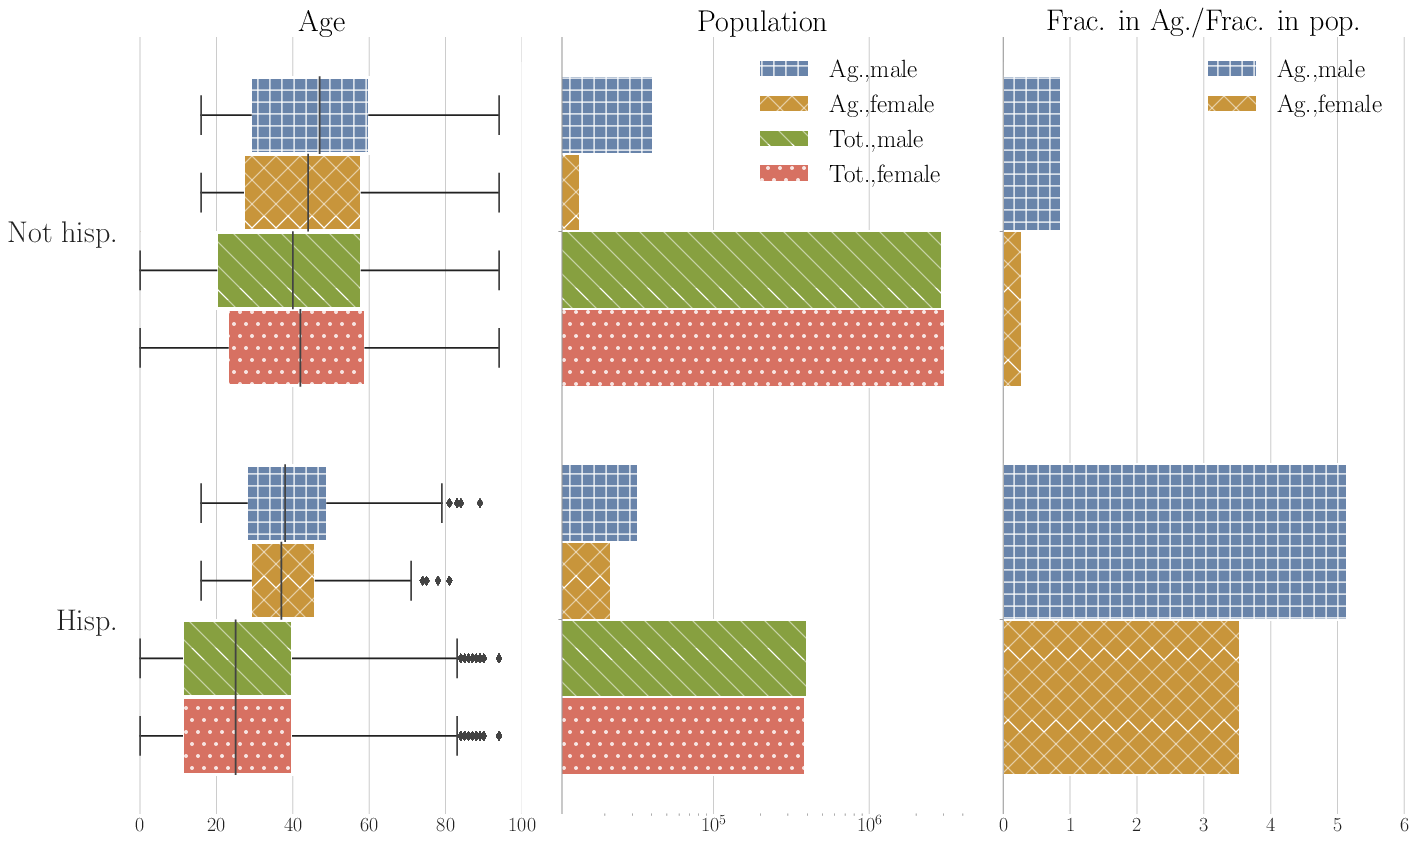 Age
Population
Frac. in Ag./Frac. in pop.
Ag.,male
Ag.,female
Tot.,male
Tot.,female
Ag.,male
Ag.,female
Not hisp.
Hisp.
0 20 40 60 80 100
10⁵ 10⁶
0 1 2 3 4 5 6